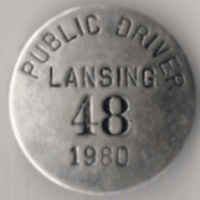 PUBLIC DRIVER
LANSING
48
1980